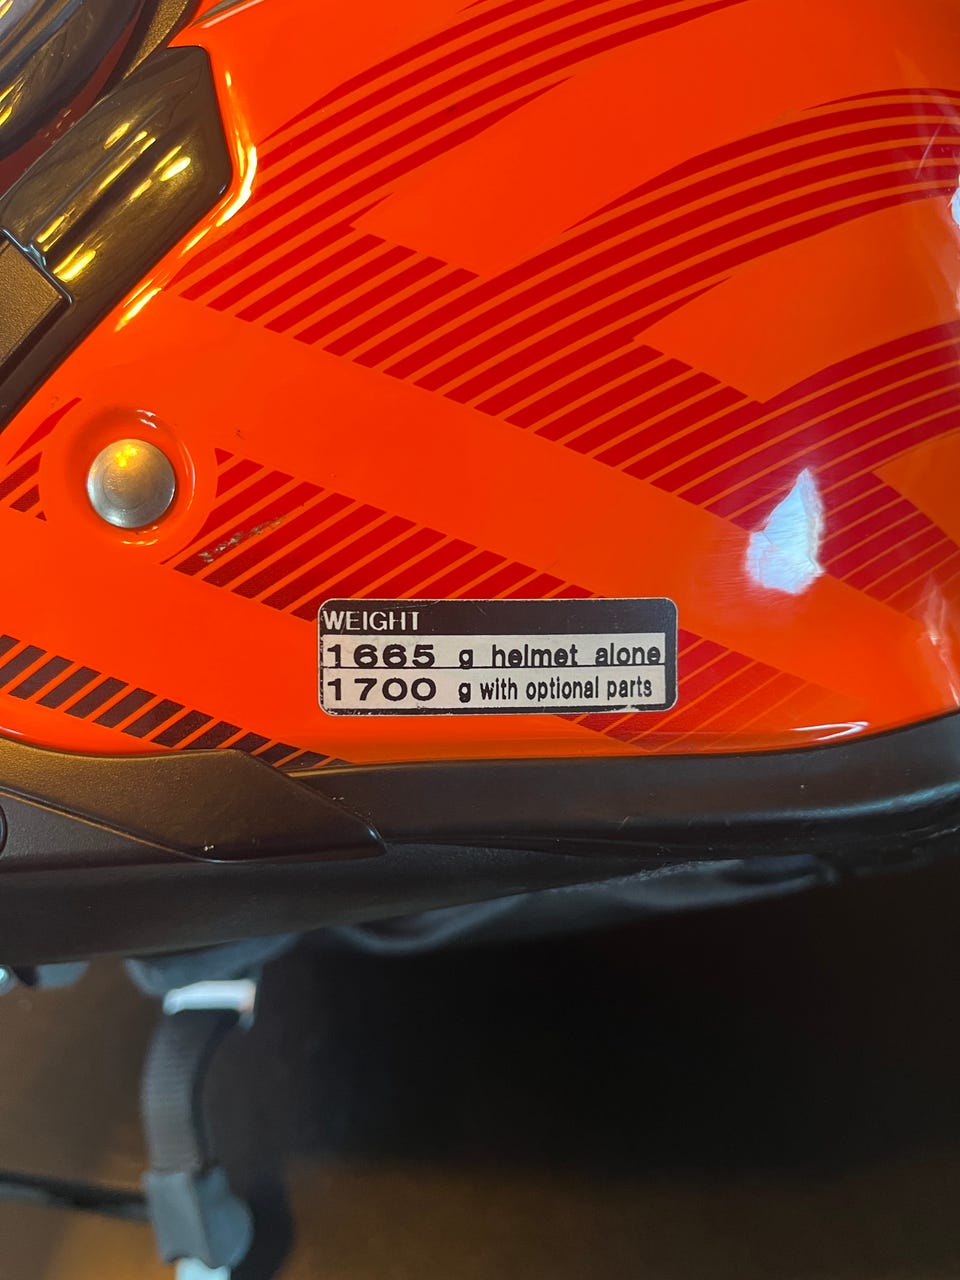 WEIGHT
1665 g helmet alone
1700 g with optional parts